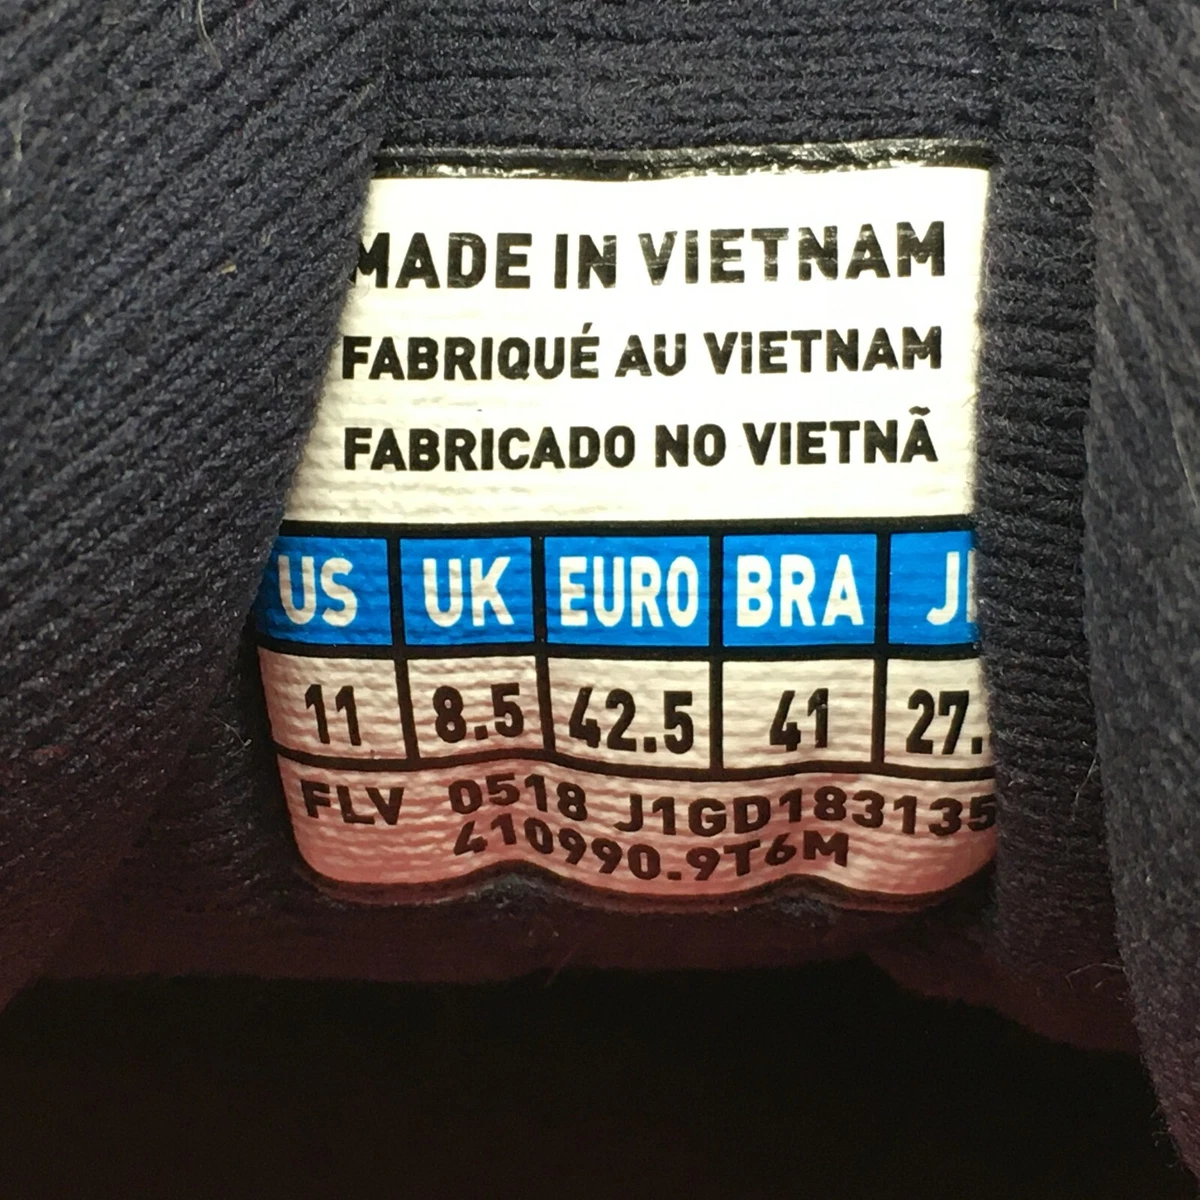 MADE IN VIETNAM
FABRIQUÉ AU VIETNAM
FABRICADO NO VIETNÃ
US UK EURO BRA
11 8.5 42.5 41 27.
FLV 0518 J1GD183135
410990.9T6M